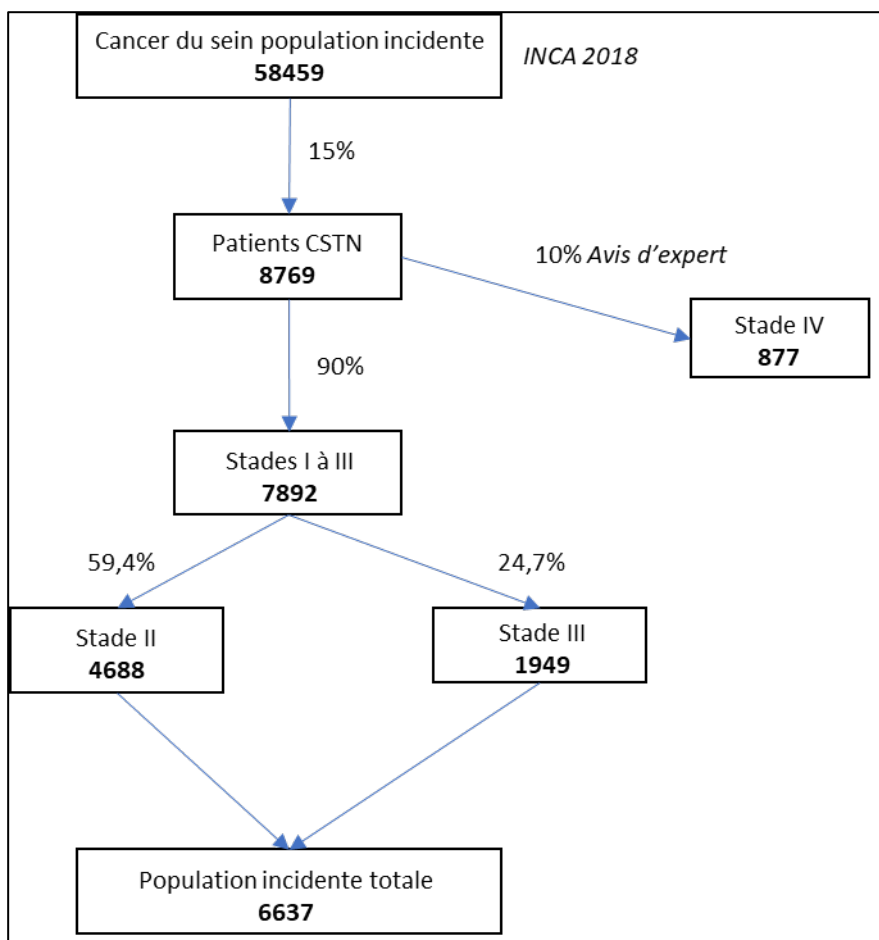 Cancer du sein population incidente
58459
INCA 2018
15%
Patients CSTN
8769
10% Avis d'expert
Stade IV
877
90%
Stades I à III
7892
59,4%
24,7%
Stade II
4688
Stade III
1949
Population incidente totale
6637